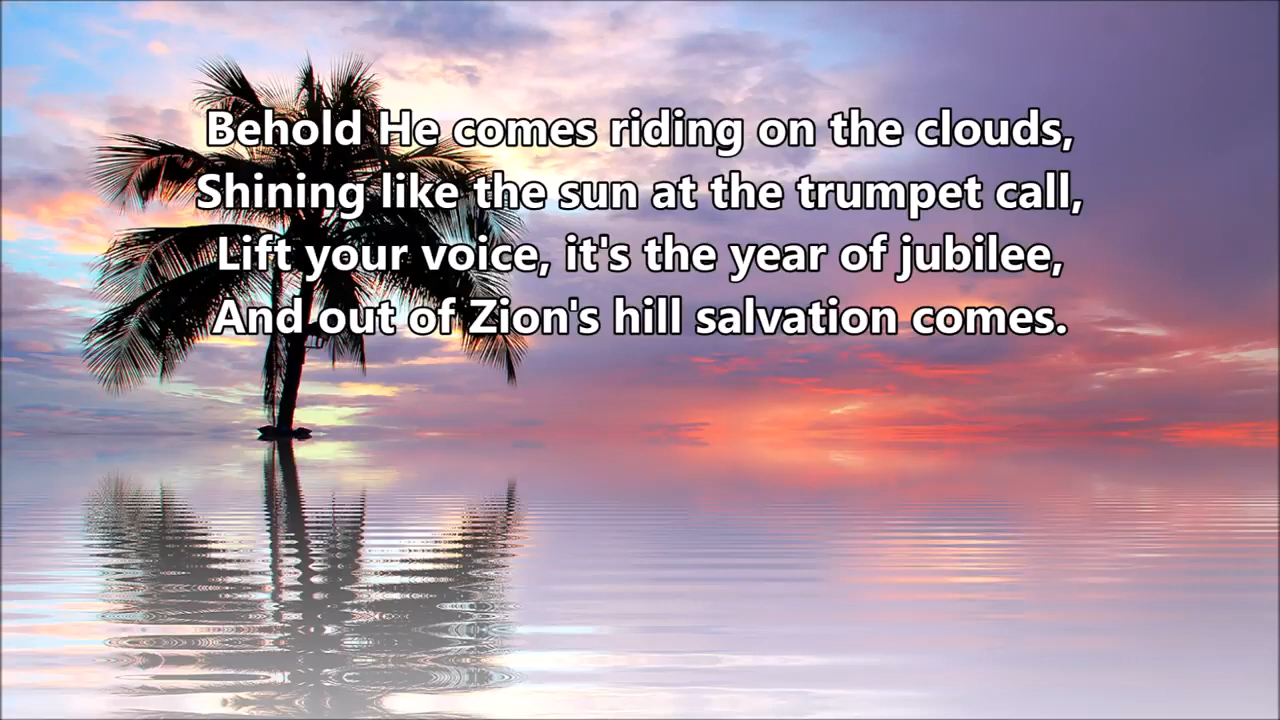 Behold He comes riding on the clouds,
Shining like the sun at the trumpet call,
Lift your voice, it's the year of jubilee,
And out of Zion's hill salvation comes.